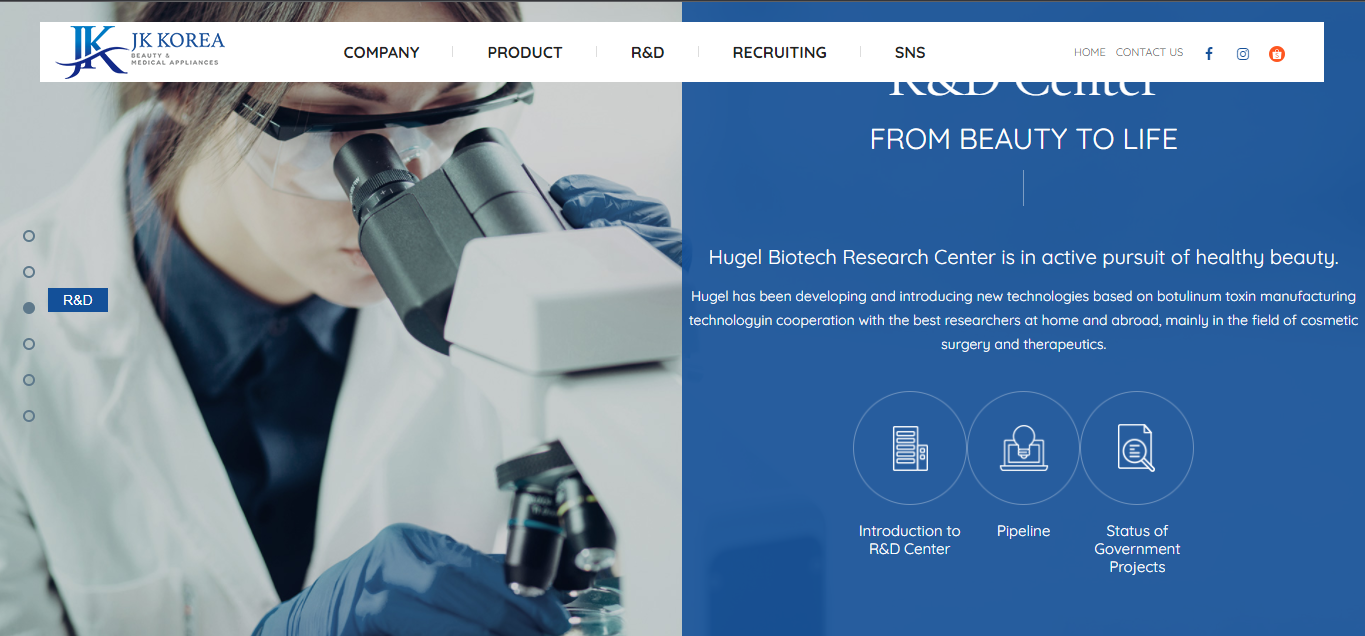 JK
JK KOREA
BEAUTY &
MEDICAL APPLIANCES
COMPANY
PRODUCT
R&D
RECRUITING
SNS
HOME
CONTACT US
R&D Center
FROM BEAUTY TO LIFE
Hugel Biotech Research Center is in active pursuit of healthy beauty.
Hugel has been developing and introducing new technologies based on botulinum toxin manufacturing
technologyin cooperation with the best researchers at home and abroad, mainly in the field of cosmetic
surgery and therapeutics.
R&D
Introduction to
R&D Center
Pipeline
Status of
Government
Projects